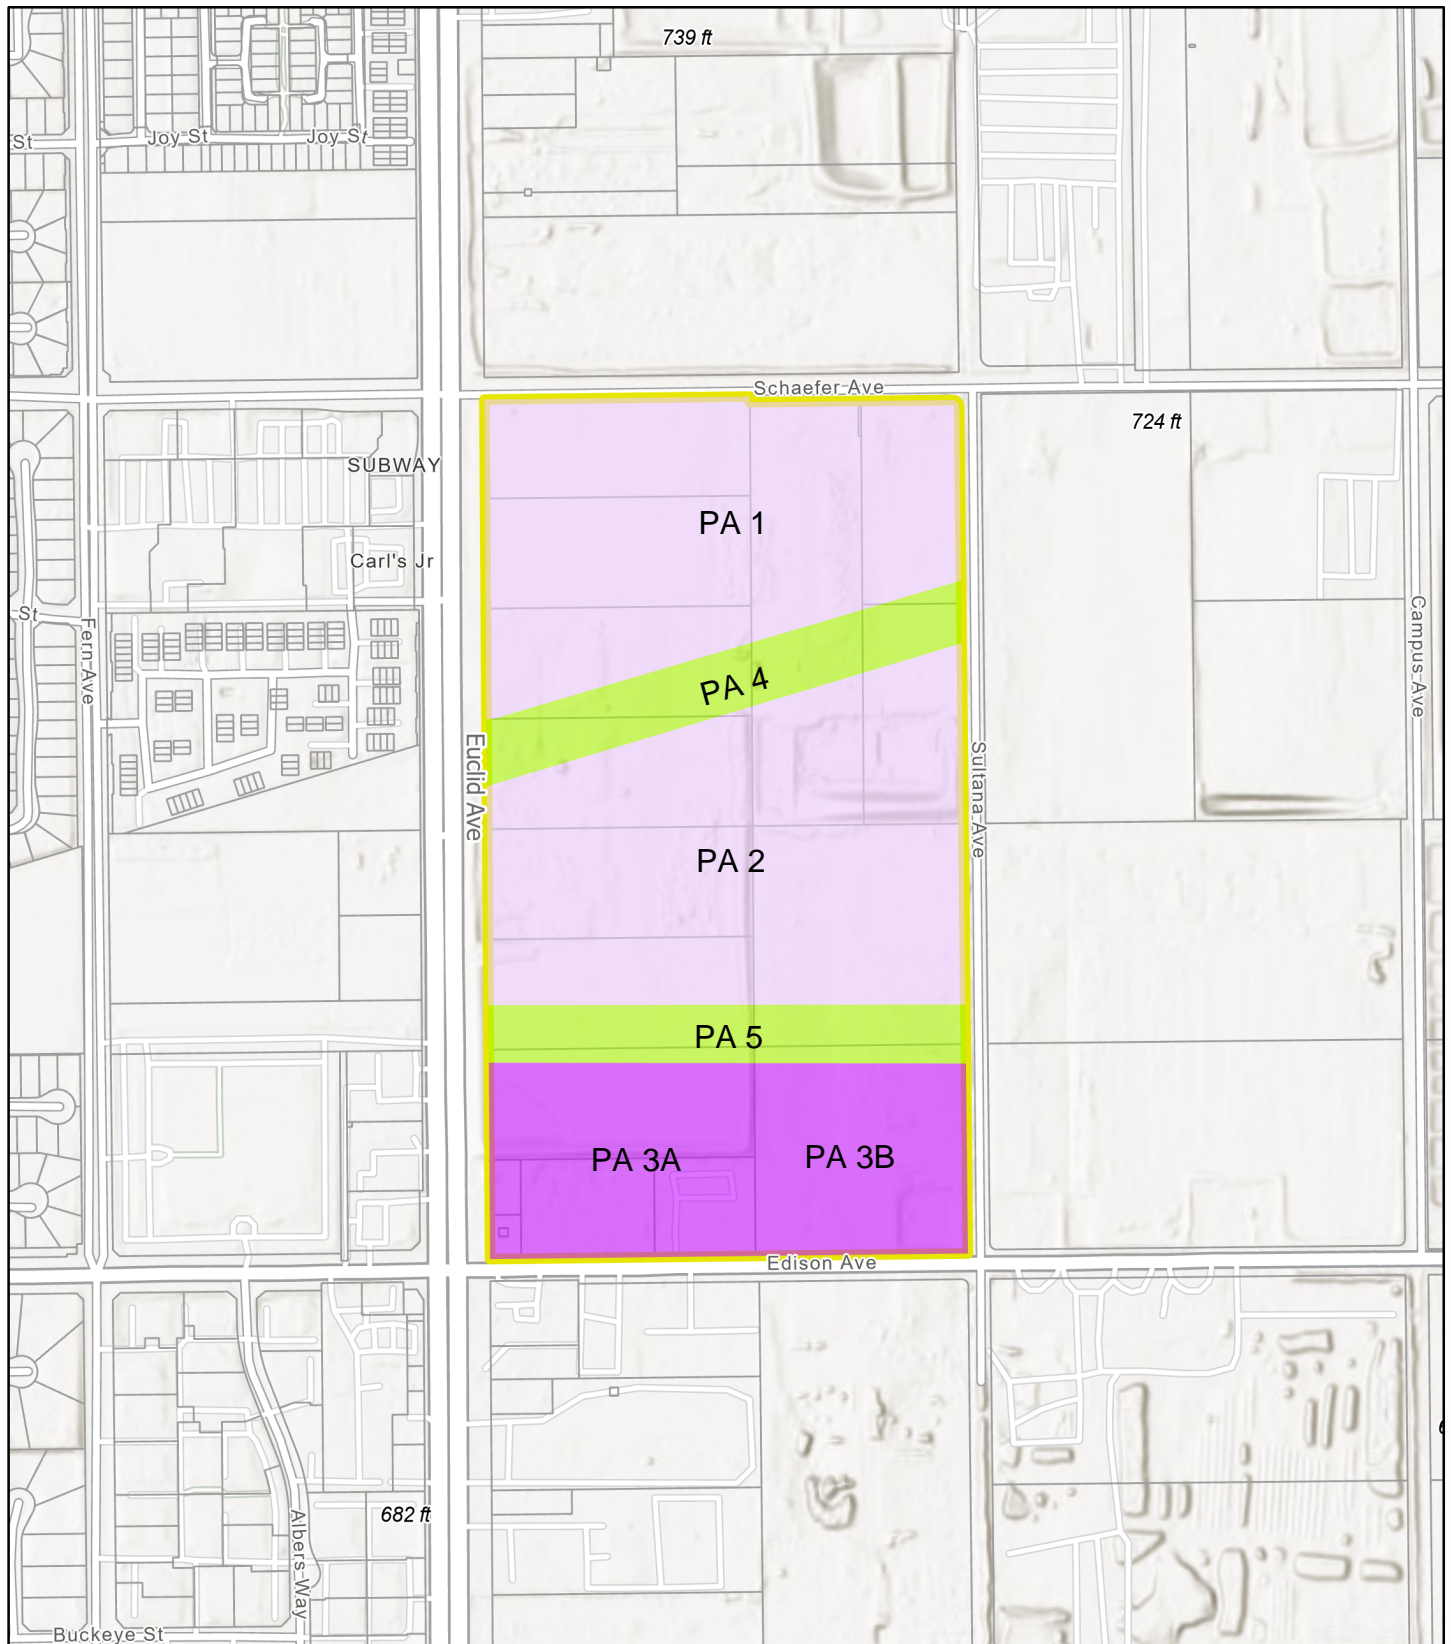 739 ft
St
Joy St
Joy St
Schaefer Ave
724 ft
SUBWAY
PA 1
Carl's Jr
St
Fern Ave
Campus Ave
PA 4
Euclid Ave
Sultana Ave
PA 2
PA 5
PA 3A
PA 3B
Edison Ave
682 ft
Albers Way
Buckeye St